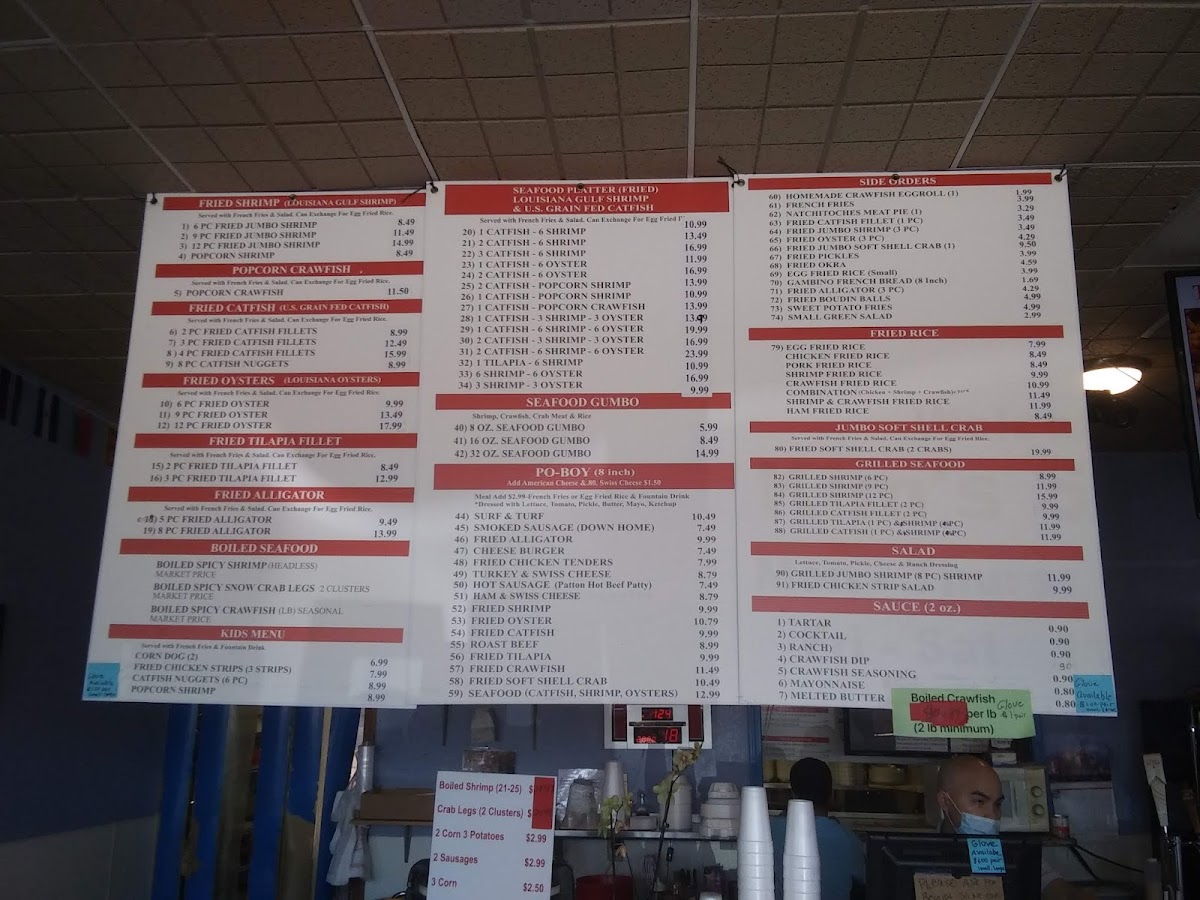 FRIED SHRIMP (LOUISIANA GULF SHRIMP)
Served with French Fries & Salad. Can Exchange For Egg Fried Rice.
1) 6 PC FRIED JUMBO SHRIMP 8.49
2) 9 PC FRIED JUMBO SHRIMP 11.49
3) 12 PC FRIED JUMBO SHRIMP 14.99
4) POPCORN SHRIMP 8.49
POPCORN CRAWFISH
Served with French Fries & Salad. Can Exchange For Egg Fried Rice.
5) POPCORN CRAWFISH 11.50
FRIED CATFISH (U.S. GRAIN FED CATFISH)
Served with French Fries & Salad. Can Exchange For Egg Fried Rice.
6) 2 PC FRIED CATFISH FILLETS 8.99
7) 3 PC FRIED CATFISH FILLETS 12.49
8) 4 PC FRIED CATFISH FILLETS 15.99
9) 8 PC CATFISH NUGGETS 8.99
FRIED OYSTERS (LOUISIANA OYSTERS)
Served with French Fries & Salad. Can Exchange For Egg Fried Rice.
10) 6 PC FRIED OYSTER 9.99
11) 9 PC FRIED OYSTER 13.49
12) 12 PC FRIED OYSTER 17.99
FRIED TILAPIA FILLET
Served with French Fries & Salad. Can Exchange For Egg Fried Rice.
15) 2 PC FRIED TILAPIA FILLET 8.49
16) 3 PC FRIED TILAPIA FILLET 12.99
FRIED ALLIGATOR
Served with French Fries & Salad. Can Exchange For Egg Fried Rice.
5 PC FRIED ALLIGATOR 9.49
19) 8 PC FRIED ALLIGATOR 13.99
BOILED SEAFOOD
BOILED SPICY SHRIMP (HEADLESS)
MARKET PRICE
BOILED SPICY SNOW CRAB LEGS 2 CLUSTERS
MARKET PRICE
BOILED SPICY CRAWFISH (LB) SEASONAL
MARKET PRICE
KIDS MENU
Served with French Fries & Fountain Drink
CORN DOG (2) 6.99
FRIED CHICKEN STRIPS (3 STRIPS) 7.99
CATFISH NUGGETS (6 PC) 8.99
POPCORN SHRIMP 8.99
Glove
Available
SEAFOOD PLATTER (FRIED)
LOUISIANA GULF SHRIMP
& U.S. GRAIN FED CATFISH
Served with French Fries & Salad. Can Exchange For Egg Fried
20) 1 CATFISH - 6 SHRIMP 10.99
21) 2 CATFISH - 6 SHRIMP 13.49
22) 3 CATFISH - 6 SHRIMP 16.99
23) 1 CATFISH - 6 OYSTER 11.99
24) 2 CATFISH - 6 OYSTER 16.99
25) 2 CATFISH - POPCORN SHRIMP 13.99
26) 1 CATFISH - POPCORN SHRIMP 10.99
27) 1 CATFISH - POPCORN CRAWFISH 13.99
28) 1 CATFISH - 3 SHRIMP - 3 OYSTER 13.49
29) 1 CATFISH - 6 SHRIMP - 6 OYSTER 19.99
30) 2 CATFISH - 3 SHRIMP - 3 OYSTER 16.99
31) 2 CATFISH - 6 SHRIMP - 6 OYSTER 23.99
32) 1 TILAPIA - 6 SHRIMP 10.99
33) 6 SHRIMP - 6 OYSTER 16.99
34) 3 SHRIMP - 3 OYSTER 9.99
SEAFOOD GUMBO
Shrimp, Crawfish, Crab Meat & Rice
40) 8 OZ. SEAFOOD GUMBO 5.99
41) 16 OZ. SEAFOOD GUMBO 8.49
42) 32 OZ. SEAFOOD GUMBO 14.99
PO-BOY (8 inch)
Add American Cheese &.80, Swiss Cheese $1.50
Meal Add $2.99-French Fries or Egg Fried Rice & Fountain Drink
*Dressed with Lettuce, Tomato, Pickle, Butter, Mayo, Ketchup
44) SURF & TURF 10.49
45) SMOKED SAUSAGE (DOWN HOME) 7.49
46) FRIED ALLIGATOR 9.99
47) CHEESE BURGER 7.49
48) FRIED CHICKEN TENDERS 7.99
49) TURKEY & SWISS CHEESE 8.79
50) HOT SAUSAGE (Patton Hot Beef Patty) 7.49
51) HAM & SWISS CHEESE 8.79
52) FRIED SHRIMP 9.99
53) FRIED OYSTER 10.79
54) FRIED CATFISH 9.99
55) ROAST BEEF 8.99
56) FRIED TILAPIA 9.99
57) FRIED CRAWFISH 11.49
58) FRIED SOFT SHELL CRAB 10.49
59) SEAFOOD (CATFISH, SHRIMP, OYSTERS) 12.99
SIDE ORDERS
60) HOMEMADE CRAWFISH EGGROLL (1) 1.99
61) FRENCH FRIES 3.99
62) NATCHITOCHES MEAT PIE (1) 3.29
63) FRIED CATFISH FILLET (1 PC) 3.49
64) FRIED JUMBO SHRIMP (3 PC) 3.49
65) FRIED OYSTER (3 PC) 4.29
66) FRIED JUMBO SOFT SHELL CRAB (1) 9.50
67) FRIED PICKLES 3.99
68) FRIED OKRA 4.59
69) EGG FRIED RICE (Small) 3.99
70) GAMBINO FRENCH BREAD (8 Inch) 1.69
71) FRIED ALLIGATOR (3 PC) 4.29
72) FRIED BOUDIN BALLS 4.99
73) SWEET POTATO FRIES 4.99
74) SMALL GREEN SALAD 2.99
FRIED RICE
79) EGG FRIED RICE 7.99
CHICKEN FRIED RICE 8.49
PORK FRIED RICE 8.49
SHRIMP FRIED RICE 9.99
CRAWFISH FRIED RICE 10.99
COMBINATION (Chicken + Shrimp + Crawfish) 11.49
SHRIMP & CRAWFISH FRIED RICE 11.99
HAM FRIED RICE 8.49
JUMBO SOFT SHELL CRAB
Served with French Fries & Salad. Can Exchange For Egg Fried Rice.
80) FRIED SOFT SHELL CRAB (2 CRABS) 19.99
GRILLED SEAFOOD
82) GRILLED SHRIMP (6 PC) 8.99
83) GRILLED SHRIMP (9 PC) 11.99
84) GRILLED SHRIMP (12 PC) 15.99
85) GRILLED TILAPIA FILLET (2 PC) 9.99
86) GRILLED CATFISH FILLET (2 PC) 9.99
87) GRILLED TILAPIA (1 PC) & SHRIMP (PC) 11.99
88) GRILLED CATFISH (1 PC) & SHRIMP (PC) 11.99
SALAD
Lettuce, Tomato, Pickle, Cheese & Ranch Dressing
90) GRILLED JUMBO SHRIMP (8 PC) SHRIMP 11.99
91) FRIED CHICKEN STRIP SALAD 9.99
SAUCE (2 oz.)
1) TARTAR 0.90
2) COCKTAIL 0.90
3) RANCH) 0.90
4) CRAWFISH DIP 90
5) CRAWFISH SEASONING 0.90
6) MAYONNAISE 0.80
7) MELTED BUTTER 0.80
Glove
Available
Boiled Crawfish Glove
per lb
(2 lb minimum)
124
18
Boiled Shrimp (21-25) $
Crab Legs (2 Clusters) $
2 Corn 3 Potatoes $2.99
2 Sausages $2.99
3 Corn $2.50
Glove
Available
PLEASE